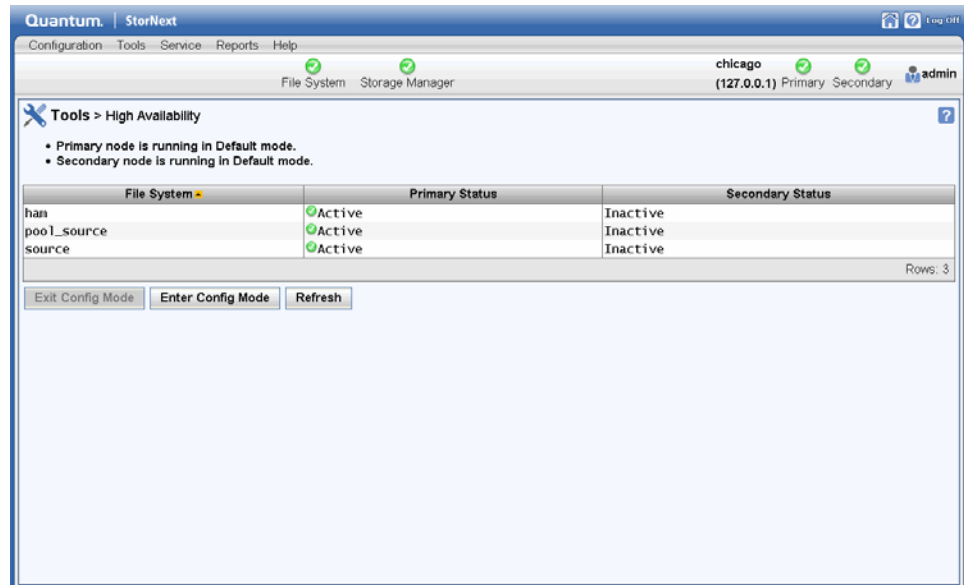 Quantum. | StorNext Log Off
Configuration Tools Service Reports Help
File System Storage Manager
chicago
(127.0.0.1) Primary Secondary
admin
Tools > High Availability
• Primary node is running in Default mode.
• Secondary node is running in Default mode.
File System Primary Status Secondary Status
ham Active Inactive
pool_source Active Inactive
source Active Inactive
Rows: 3
Exit Config Mode Enter Config Mode Refresh